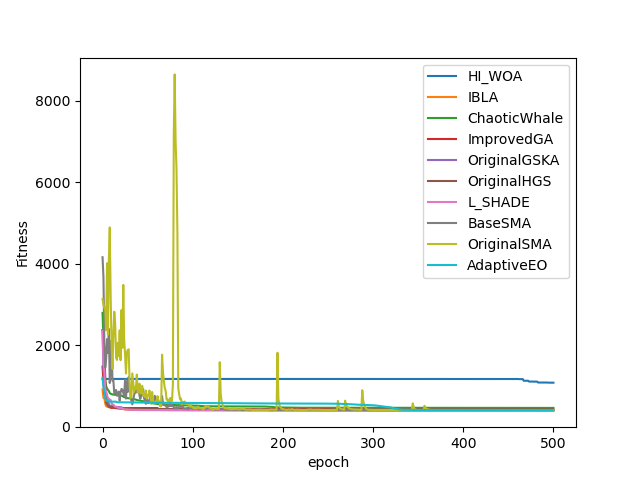 HI_WOA
IBLA
ChaoticWhale
ImprovedGA
OriginalGSKA
OriginalHGS
L_SHADE
BaseSMA
OriginalSMA
AdaptiveEO
Fitness
8000
6000
4000
2000
0
0 100 200 300 400 500
epoch